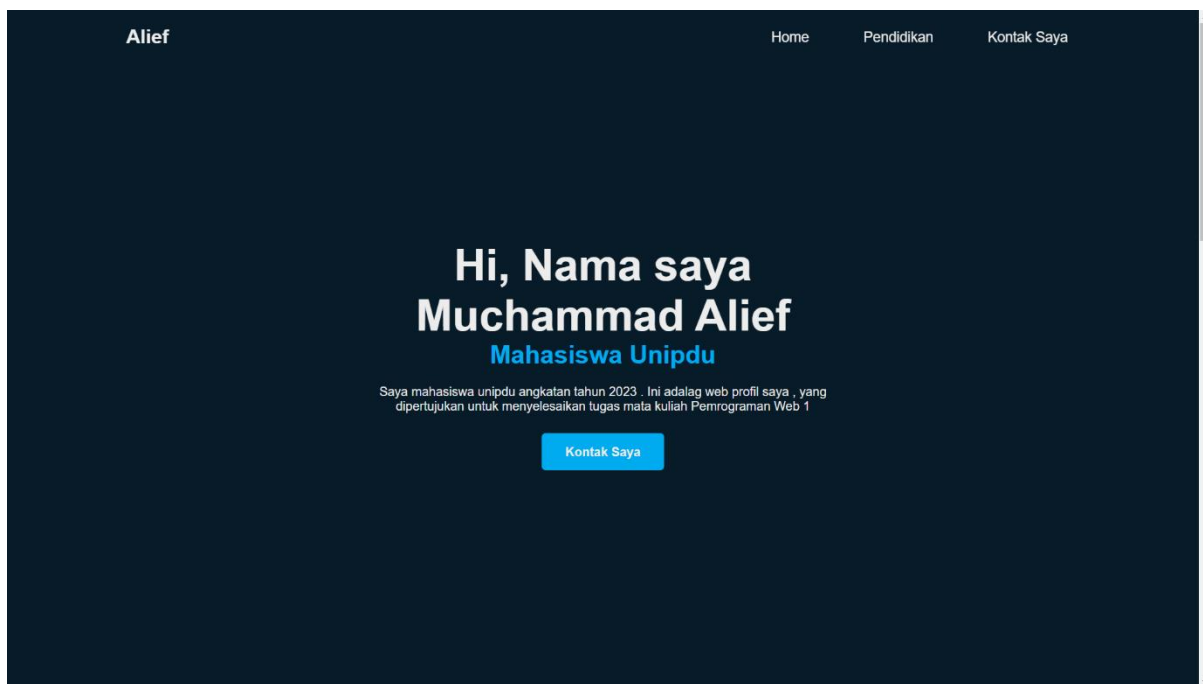 Alief
Home Pendidikan Kontak Saya
Hi, Nama saya
Muchammad Alief
Mahasiswa Unipdu
Saya mahasiswa unipdu angkatan tahun 2023 . Ini adalag web profil saya , yang
dipertujukan untuk menyelesaikan tugas mata kuliah Pemrograman Web 1
Kontak Saya